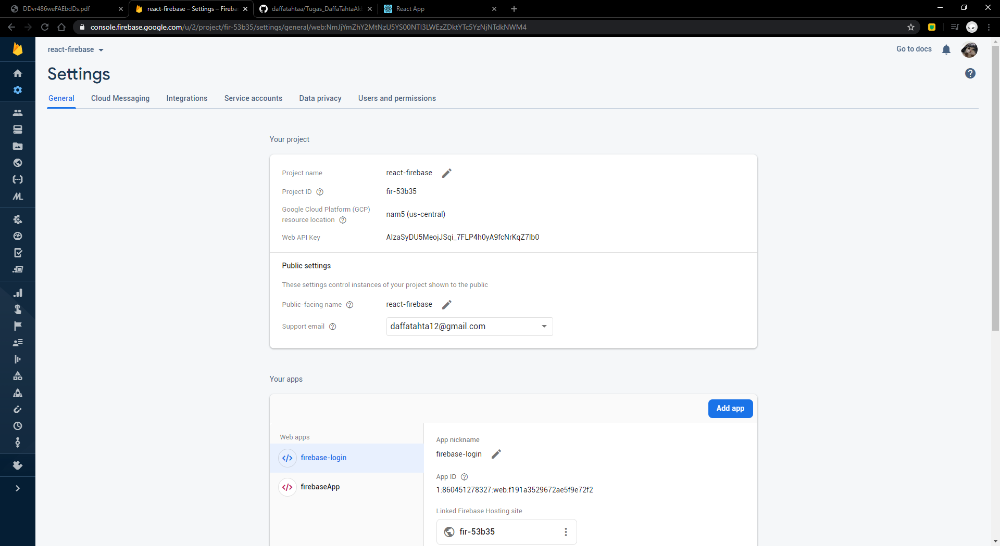 DDvr486weFAEbdDs.pdf
react-firebase – Settings – Fireba
daffatahtaa/Tugas_DaffaTahtaAk
React App
console.firebase.google.com/u/2/project/fir-53b35/settings/general/web:NmJjYmZhY2MtNzU5YS00NTI3LWEzZDktYTc5YzNjNTdkNWM4
react-firebase
Go to docs
Settings
General
Cloud Messaging
Integrations
Service accounts
Data privacy
Users and permissions
Your project
Project name
react-firebase
Project ID
fir-53b35
Google Cloud Platform (GCP)
resource location
nam5 (us-central)
Web API Key
AIzaSyDU5MeojJSqi_7FLP4h0yA9fcNrKqZ7lb0
Public settings
These settings control instances of your project shown to the public
Public-facing name
react-firebase
Support email
daffatahta12@gmail.com
Your apps
Add app
Web apps
firebase-login
firebaseApp
App nickname
firebase-login
App ID
1:860451278327:web:f191a3529672ae5f9e72f2
Linked Firebase Hosting site
fir-53b35